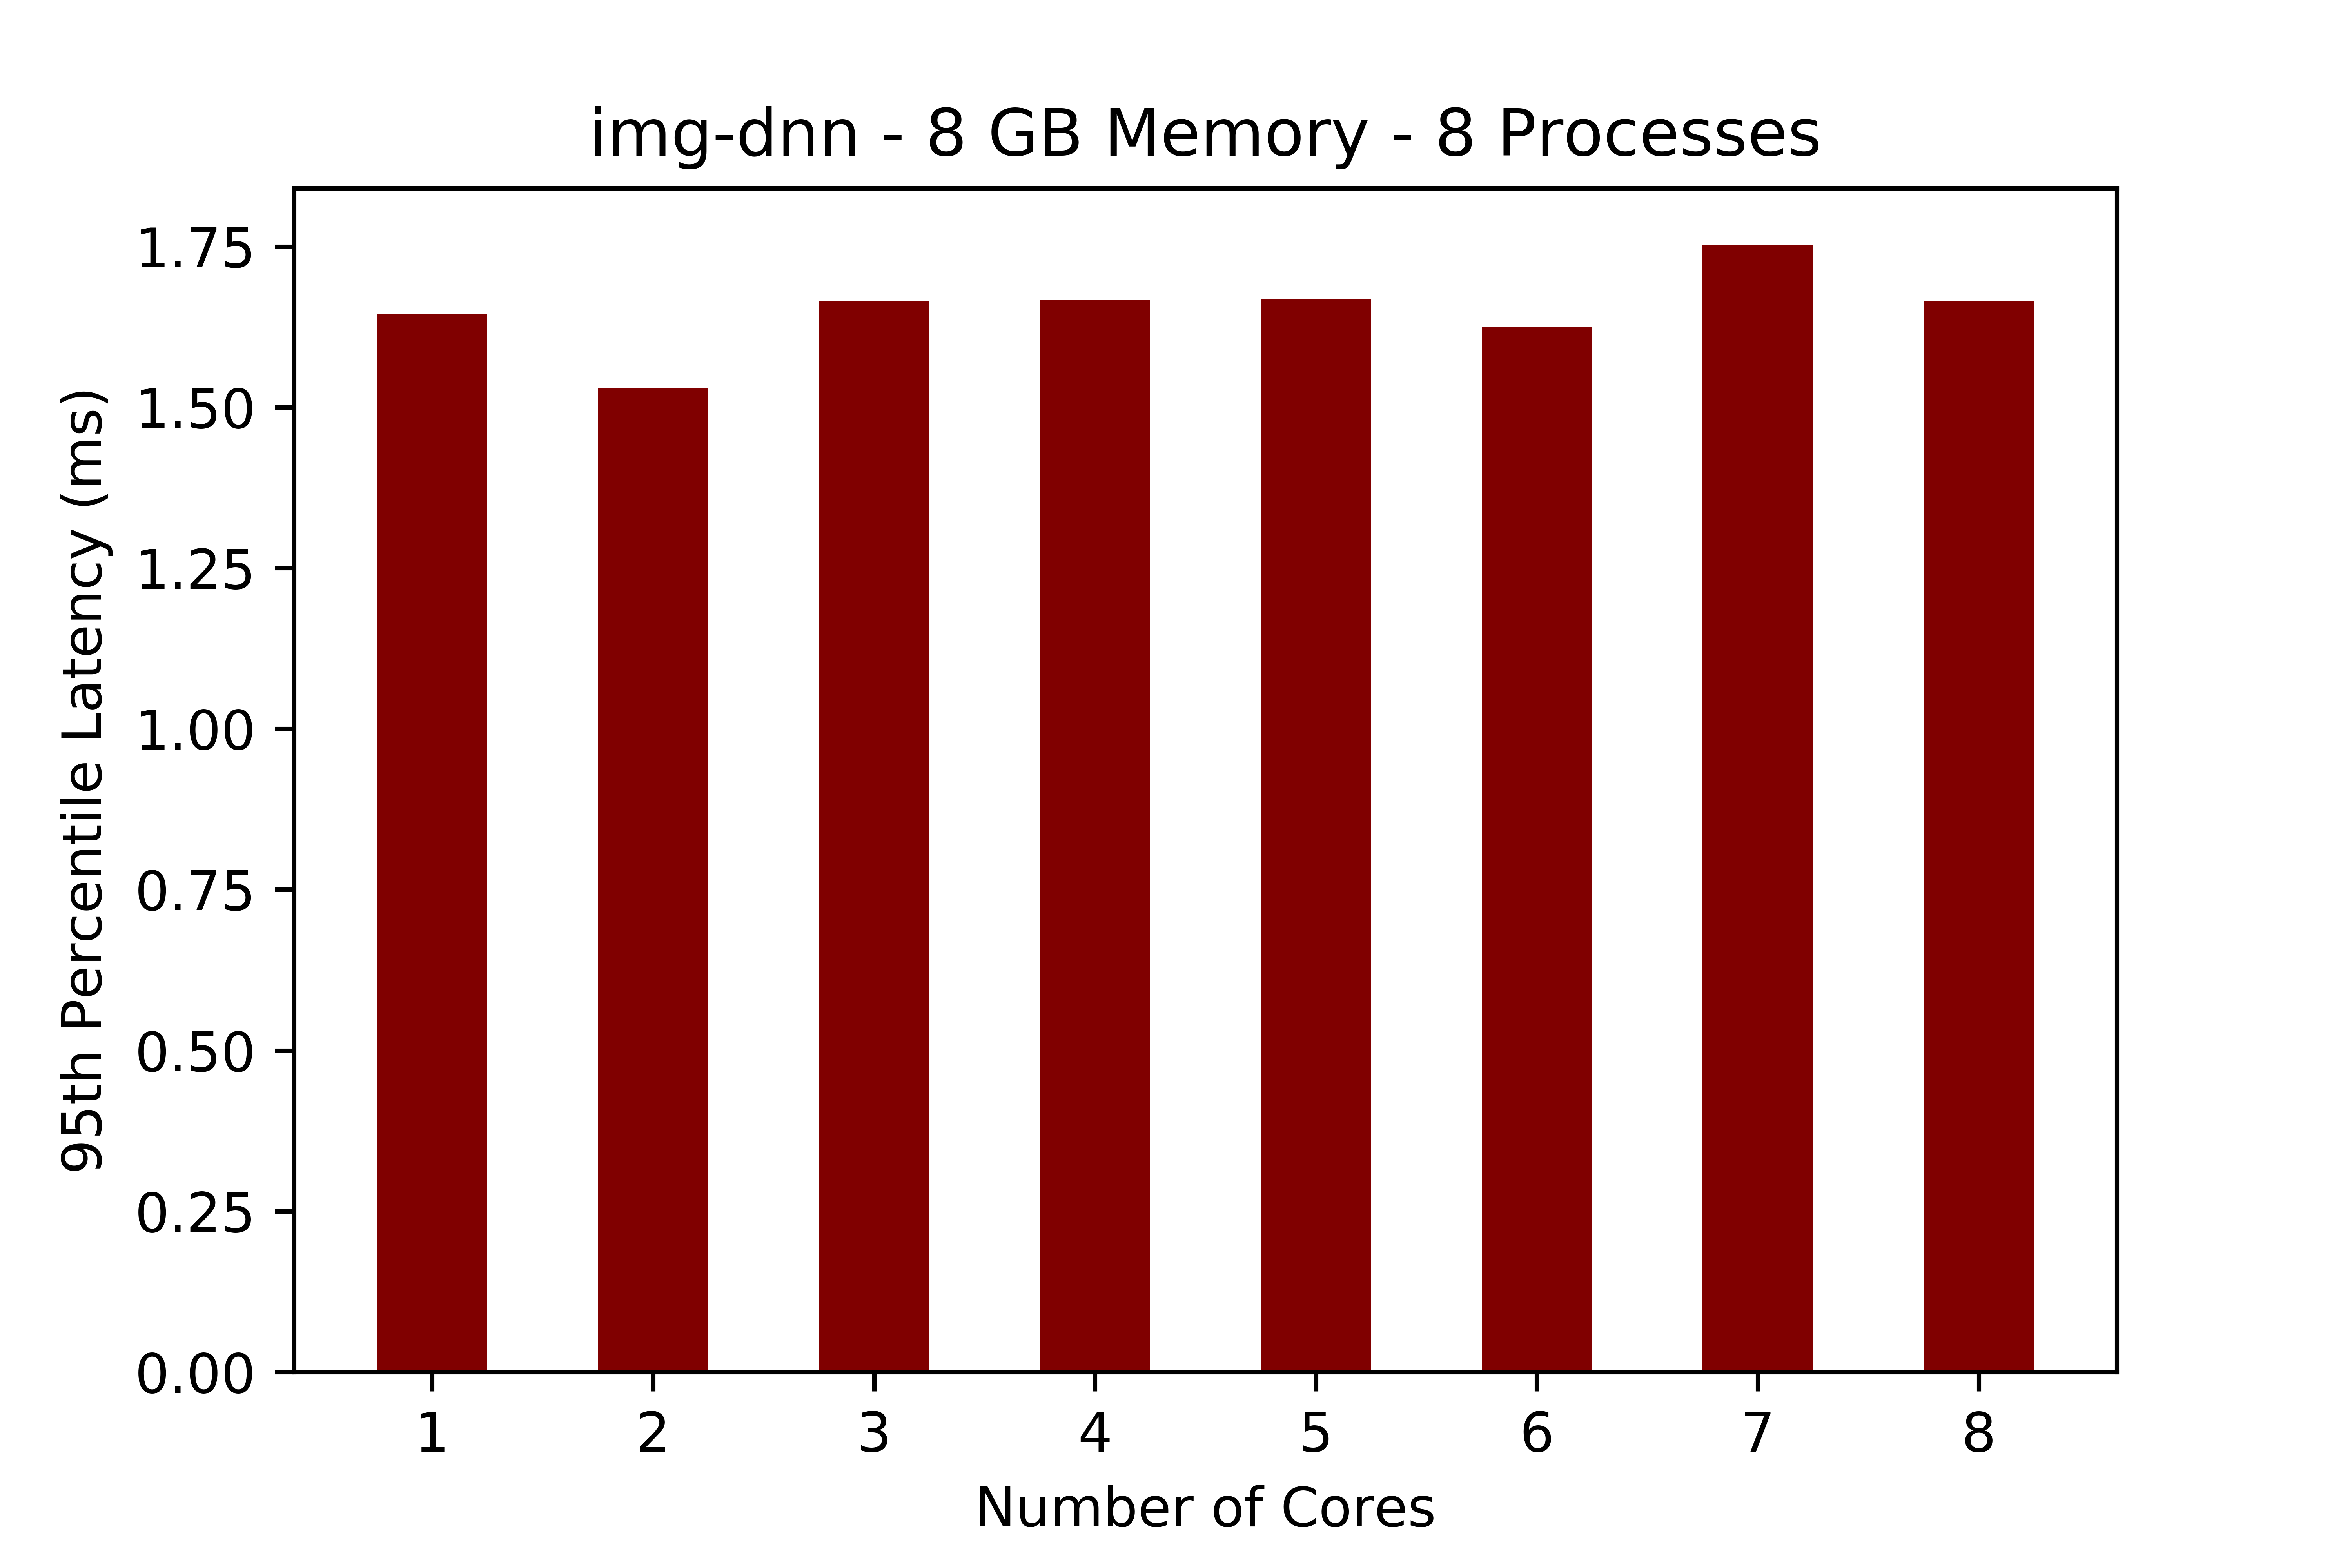 img-dnn - 8 GB Memory - 8 Processes
95th Percentile Latency (ms)
1.75
1.50
1.25
1.00
0.75
0.50
0.25
0.00
1 2 3 4 5 6 7 8
Number of Cores